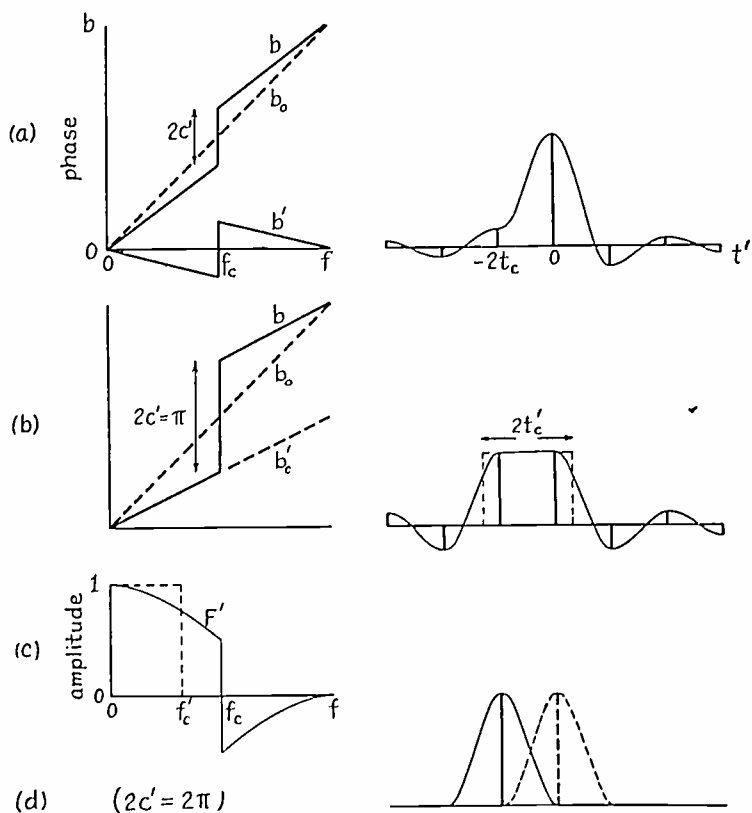 b
b
b₀
2c'
(a)
phase
b'
0
0
f_c
f
-2t_c
0
t'
b
b₀
2c'=π
2t'_c
(b)
b'_c
1
F'
amplitude
(c)
0
0
f'_c
f_c
f
(d)
(2c'=2π)